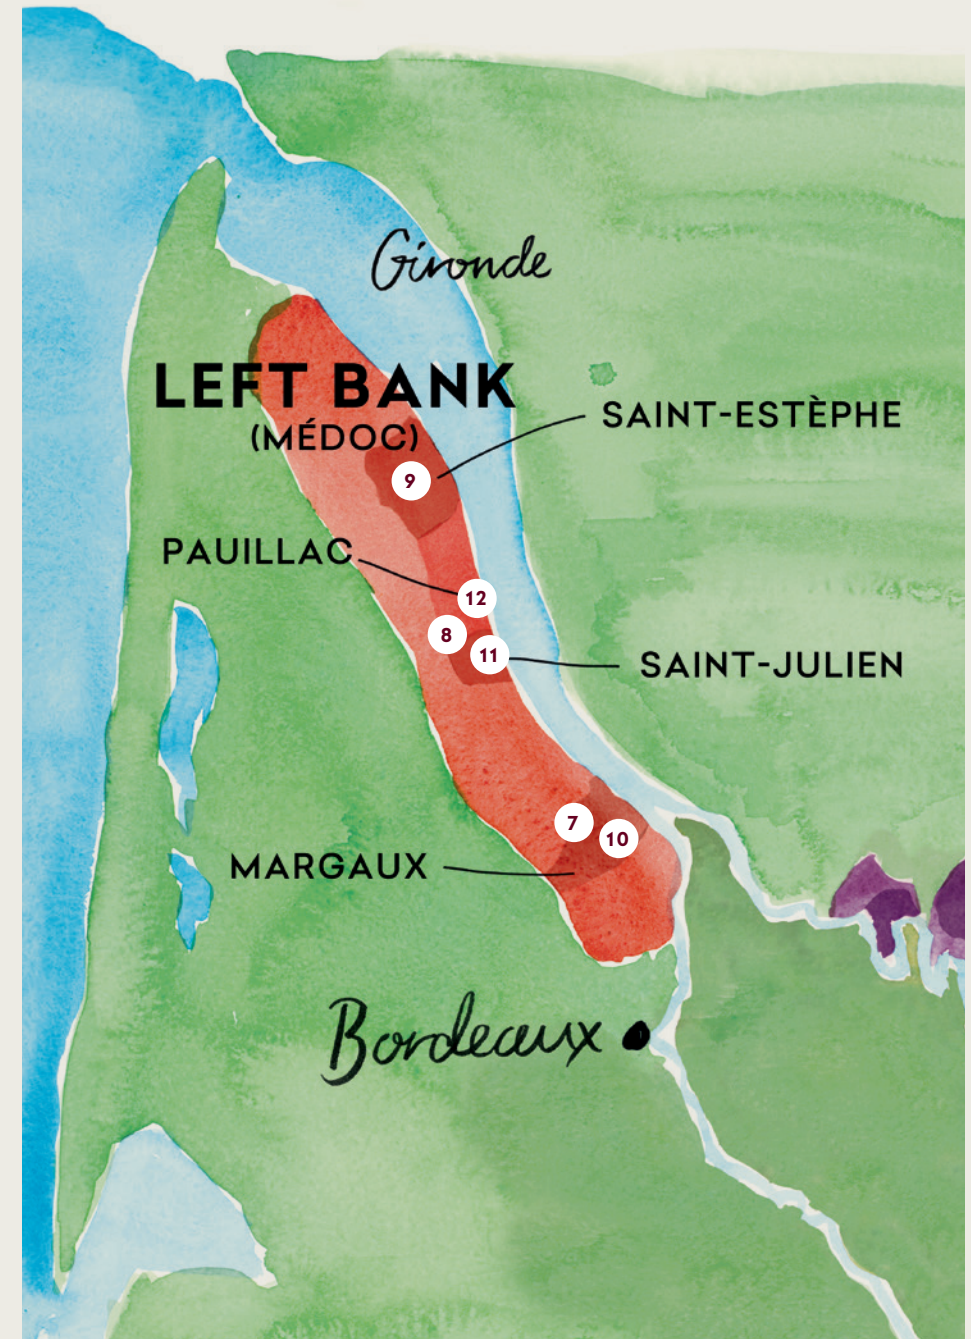 Gironde
LEFT BANK
(MÉDOC)
SAINT-ESTÈPHE
9
PAUILLAC
12
8
11
SAINT-JULIEN
7
10
MARGAUX
Bordeaux